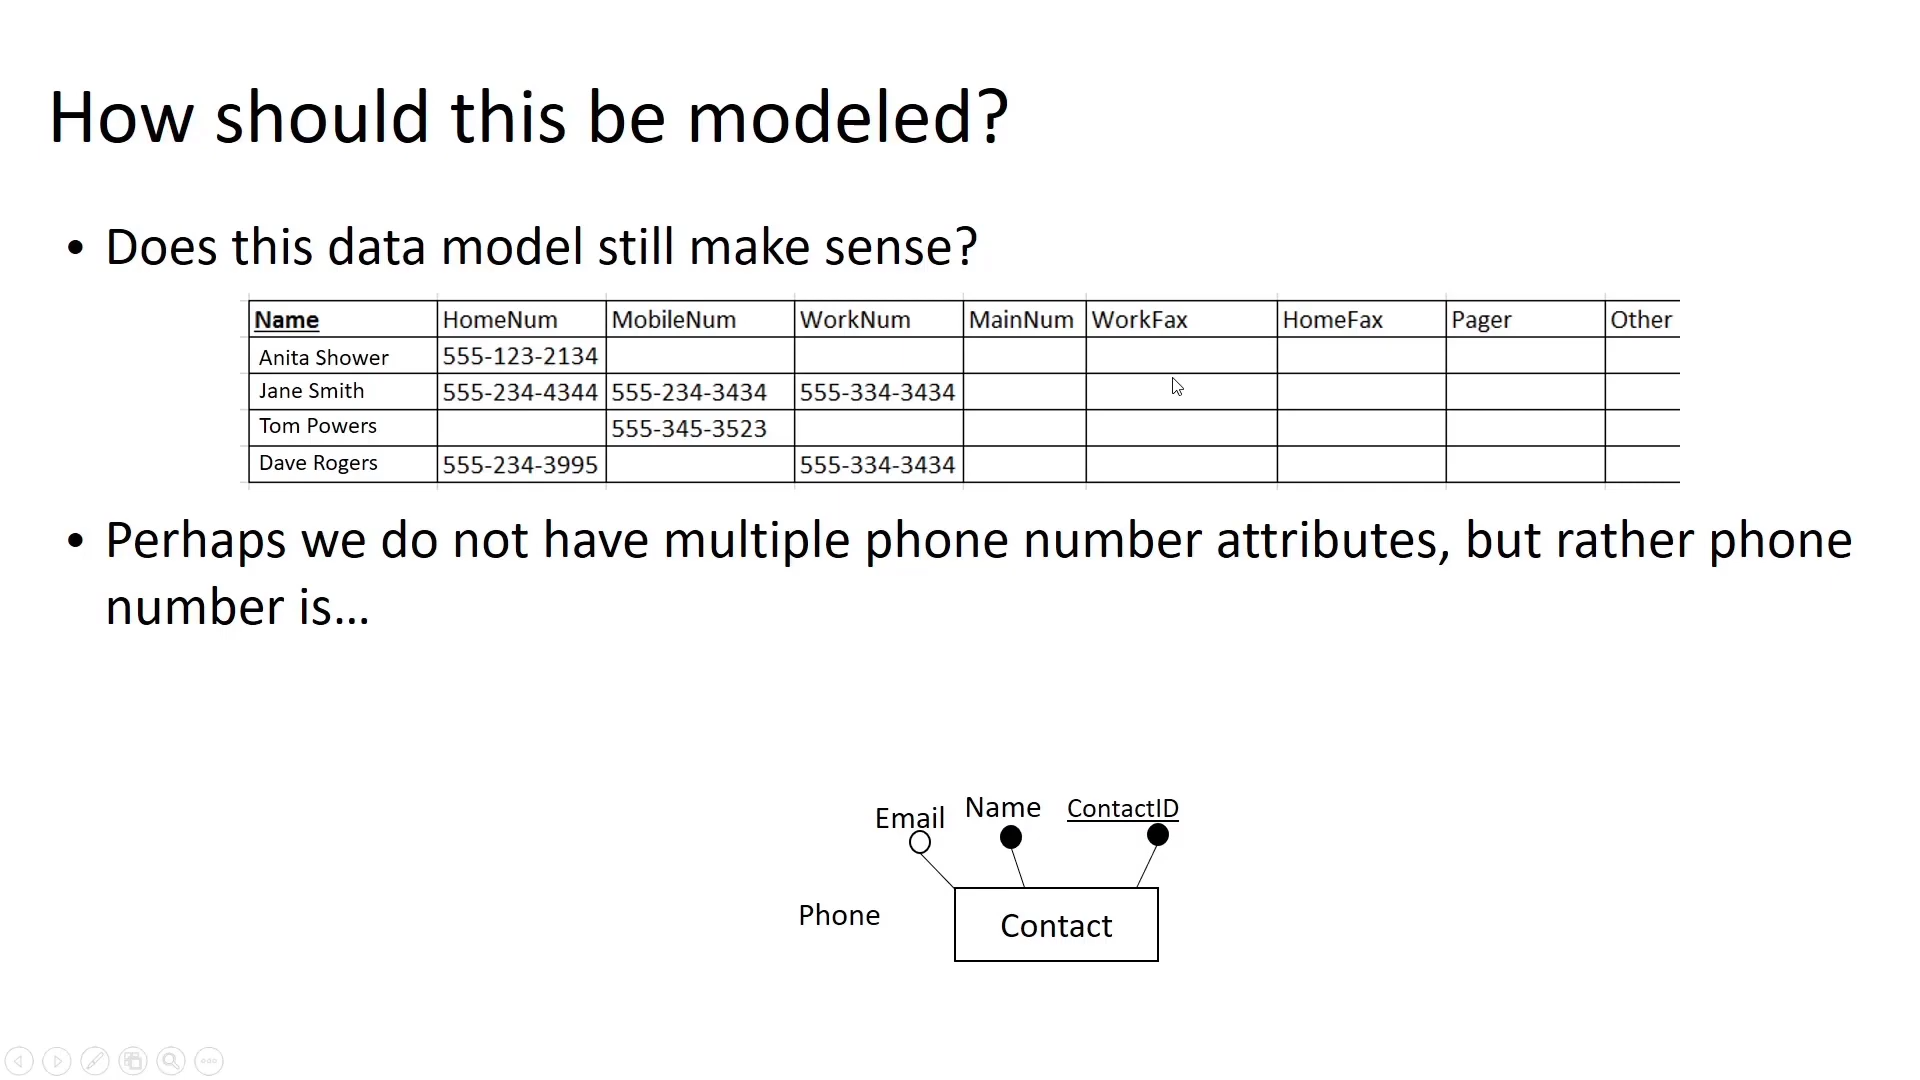 How should this be modeled?
• Does this data model still make sense?
Name HomeNum MobileNum WorkNum MainNum WorkFax HomeFax Pager Other
Anita Shower 555-123-2134
Jane Smith 555-234-4344 555-234-3434 555-334-3434
Tom Powers 555-345-3523
Dave Rogers 555-234-3995 555-334-3434
• Perhaps we do not have multiple phone number attributes, but rather phone
number is...
Email Name ContactID
Phone Contact